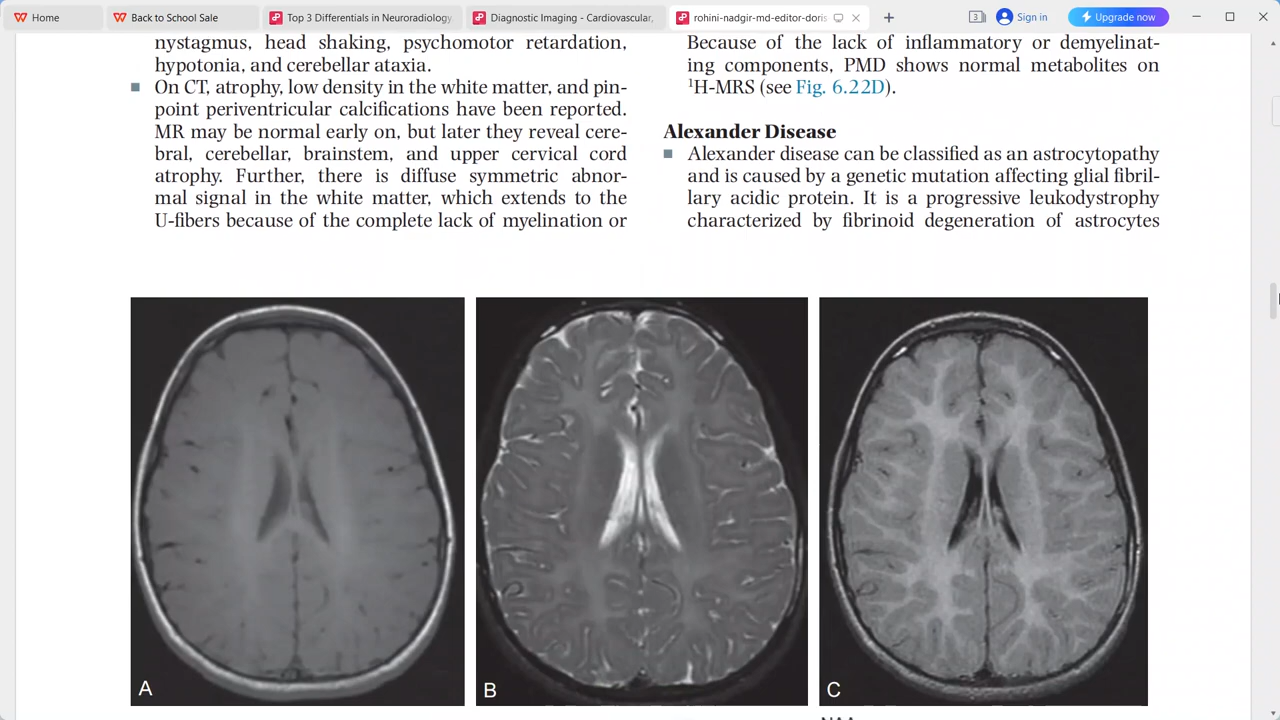 Home
Back to School Sale
Top 3 Differentials in Neuroradiology
Diagnostic Imaging - Cardiovascular,
rohini-nadgir-md-editor-doris
3
Sign in
Upgrade now
nystagmus, head shaking, psychomotor retardation,
hypotonia, and cerebellar ataxia.
On CT, atrophy, low density in the white matter, and pin-
point periventricular calcifications have been reported.
MR may be normal early on, but later they reveal cere-
bral, cerebellar, brainstem, and upper cervical cord
atrophy. Further, there is diffuse symmetric abnor-
mal signal in the white matter, which extends to the
U-fibers because of the complete lack of myelination or
Because of the lack of inflammatory or demyelinat-
ing components, PMD shows normal metabolites on
¹H-MRS (see Fig. 6.22D).
Alexander Disease
Alexander disease can be classified as an astrocytopathy
and is caused by a genetic mutation affecting glial fibril-
lary acidic protein. It is a progressive leukodystrophy
characterized by fibrinoid degeneration of astrocytes
A
B
C